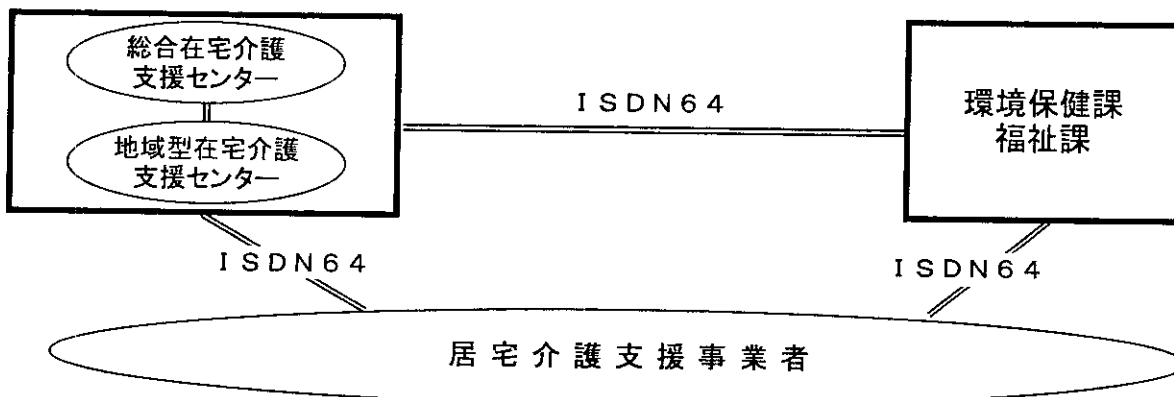 総合在宅介護
支援センター
地域型在宅介護
支援センター
ＩＳＤＮ６４
環境保健課
福祉課
ＩＳＤＮ６４
ＩＳＤＮ６４
居宅介護支援事業者